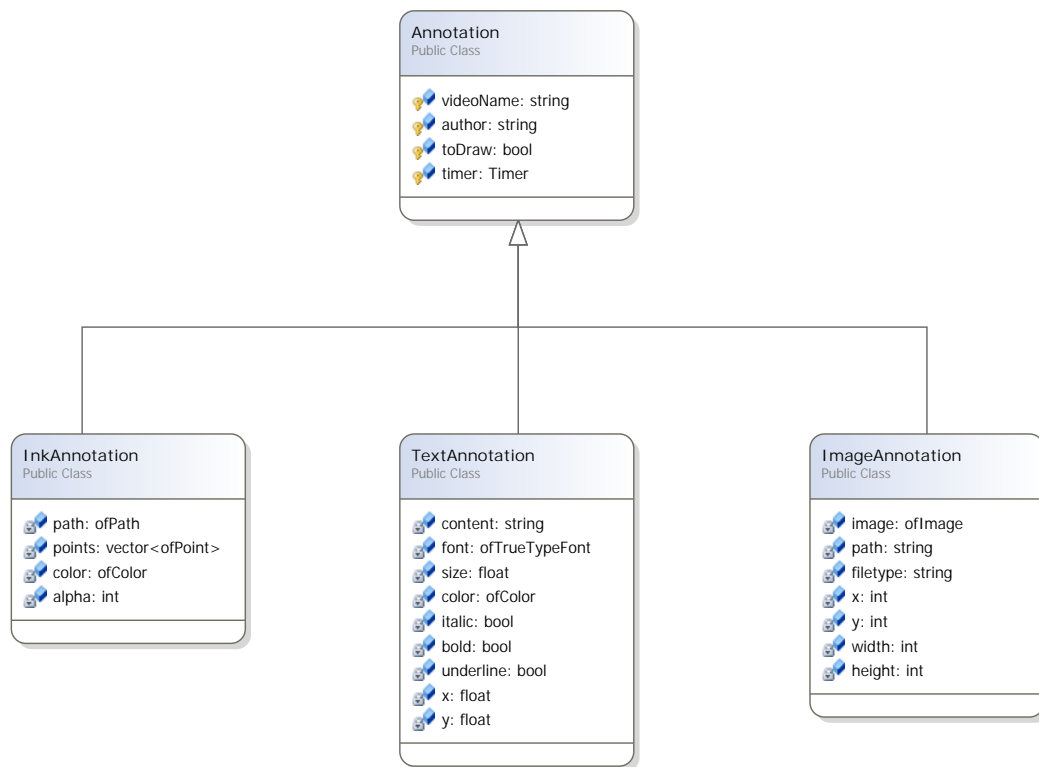 Annotation
Public Class
videoName: string
author: string
toDraw: bool
timer: Timer
InkAnnotation
Public Class
path: ofPath
points: vector<ofPoint>
color: ofColor
alpha: int
TextAnnotation
Public Class
content: string
font: ofTrueTypeFont
size: float
color: ofColor
italic: bool
bold: bool
underline: bool
x: float
y: float
ImageAnnotation
Public Class
image: ofImage
path: string
filetype: string
x: int
y: int
width: int
height: int